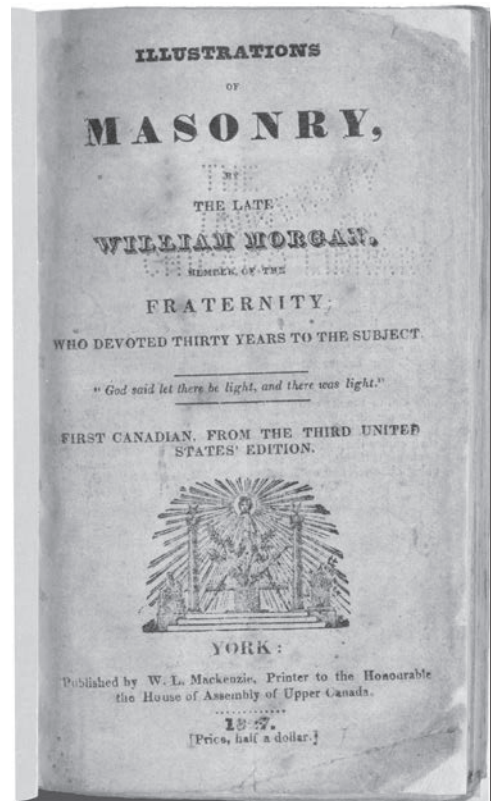 ILLUSTRATIONS
OF
MASONRY,
BY
THE LATE
WILLIAM MORGAN,
MEMBER OF THE
FRATERNITY;
WHO DEVOTED THIRTY YEARS TO THE SUBJECT.
" God said let there be light, and there was light."
FIRST CANADIAN, FROM THE THIRD UNITED
STATES' EDITION.
YORK:
Published by W. L. Mackenzie, Printer to the Honourable
the House of Assembly of Upper Canada.
[Price, half a dollar.]